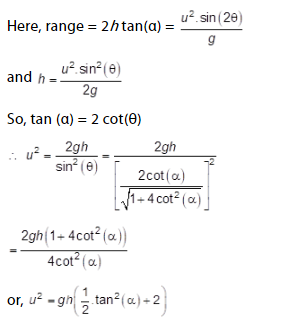 Here, range = 2h tan(α) = u². sin(2θ) / g
and h = u². sin²(θ) / 2g
So, tan (α) = 2 cot(θ)
∴ u² = 2gh / sin²(θ) = 2gh / [2cot(α) / √(1+4cot²(α))]²
= 2gh(1+4cot²(α)) / 4cot²(α)
or, u² = gh(1/2 .tan²(α)+2)